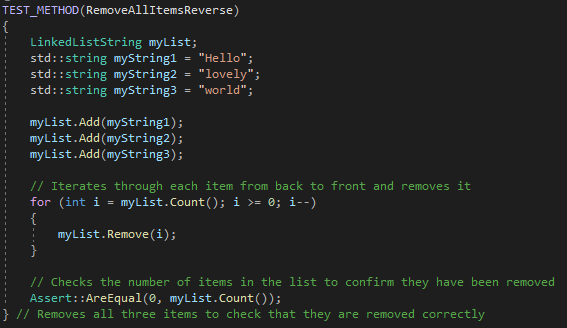 TEST_METHOD(RemoveAllItemsReverse)
{
LinkedListString myList;
std::string myString1 = "Hello";
std::string myString2 = "lovely";
std::string myString3 = "world";
myList.Add(myString1);
myList.Add(myString2);
myList.Add(myString3);
// Iterates through each item from back to front and removes it
for (int i = myList.Count(); i >= 0; i--)
{
myList.Remove(i);
}
// Checks the number of items in the list to confirm they have been removed
Assert::AreEqual(0, myList.Count());
} // Removes all three items to check that they are removed correctly